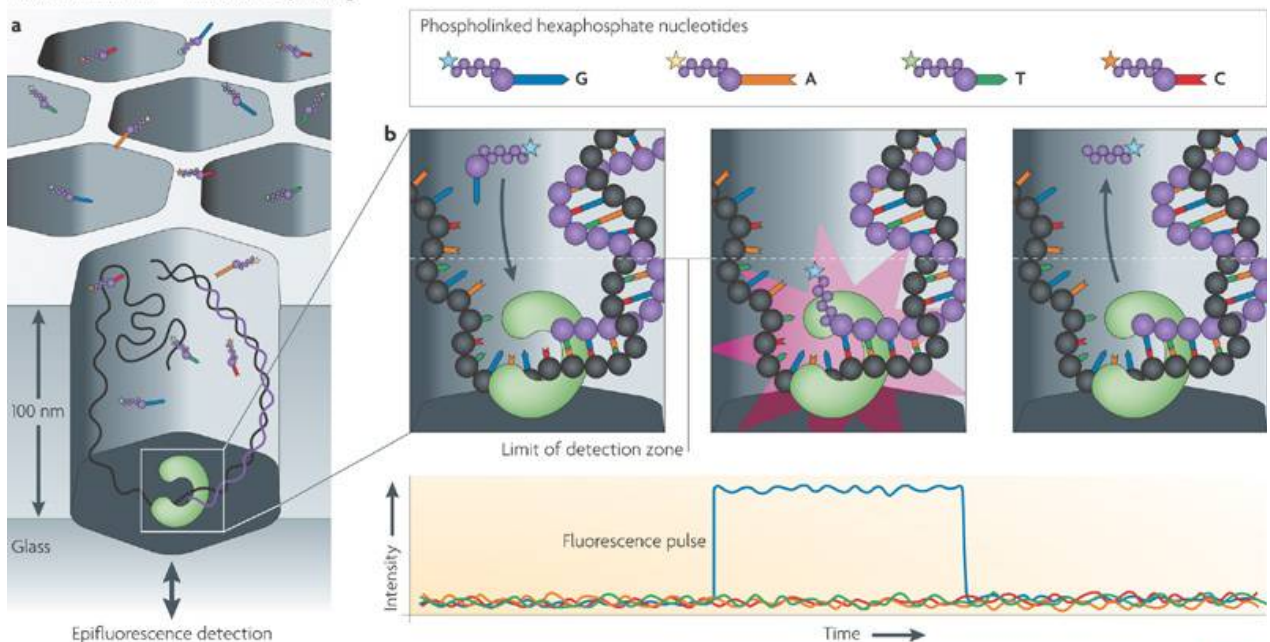 a
Phospholinked hexaphosphate nucleotides
G
A
T
C
b
100 nm
Glass
Epifluorescence detection
Limit of detection zone
Intensity
Fluorescence pulse
Time